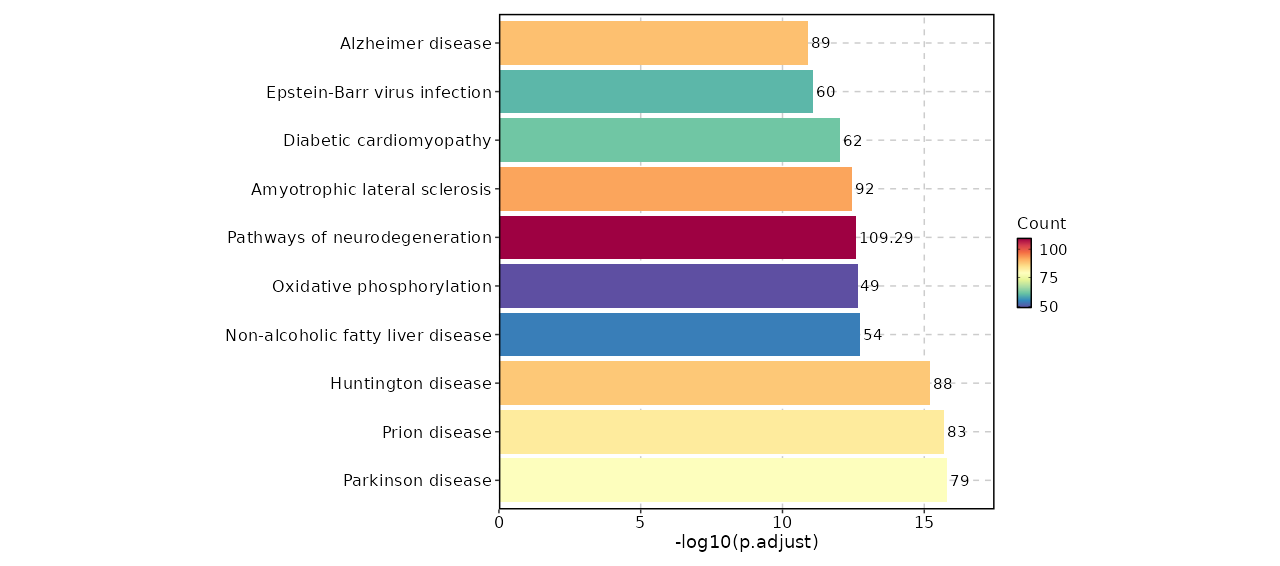 Alzheimer disease 89
Epstein-Barr virus infection 60
Diabetic cardiomyopathy 62
Amyotrophic lateral sclerosis 92
Pathways of neurodegeneration 109.29
Oxidative phosphorylation 49
Non-alcoholic fatty liver disease 54
Huntington disease 88
Prion disease 83
Parkinson disease 79
0 5 10 15
-log10(p.adjust)
Count
100
75
50